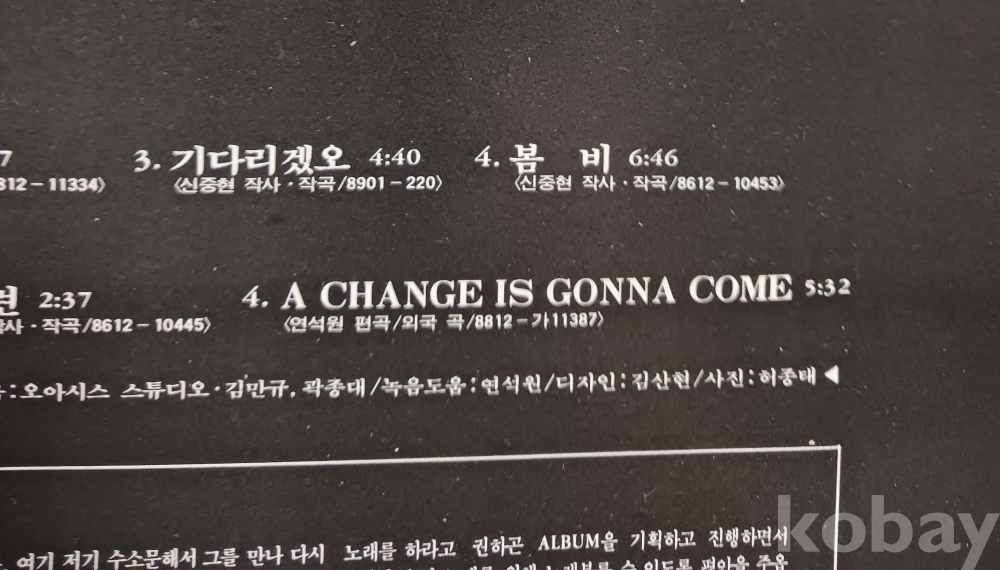 7 3. 기다리겠오 4:40 4. 봄 비 6:46
812-11334〉 〈신중현 작사·작곡/8901-220〉 〈신중현 작사·작곡/8612-10453〉
련 2:37 4. A CHANGE IS GONNA COME 5:32
사·작곡/8612-10445〉 〈연석원 편곡/외국 곡/8812-가11387〉
:오아시스 스튜디오·김만규, 곽종대/녹음도움:연석원/디자인:김산현/사진:허종태◀
여기 저기 수소문해서 그를 만나 다시 노래를 하라고 권하곤 ALBUM을 기획하고 진행하면서
kobay